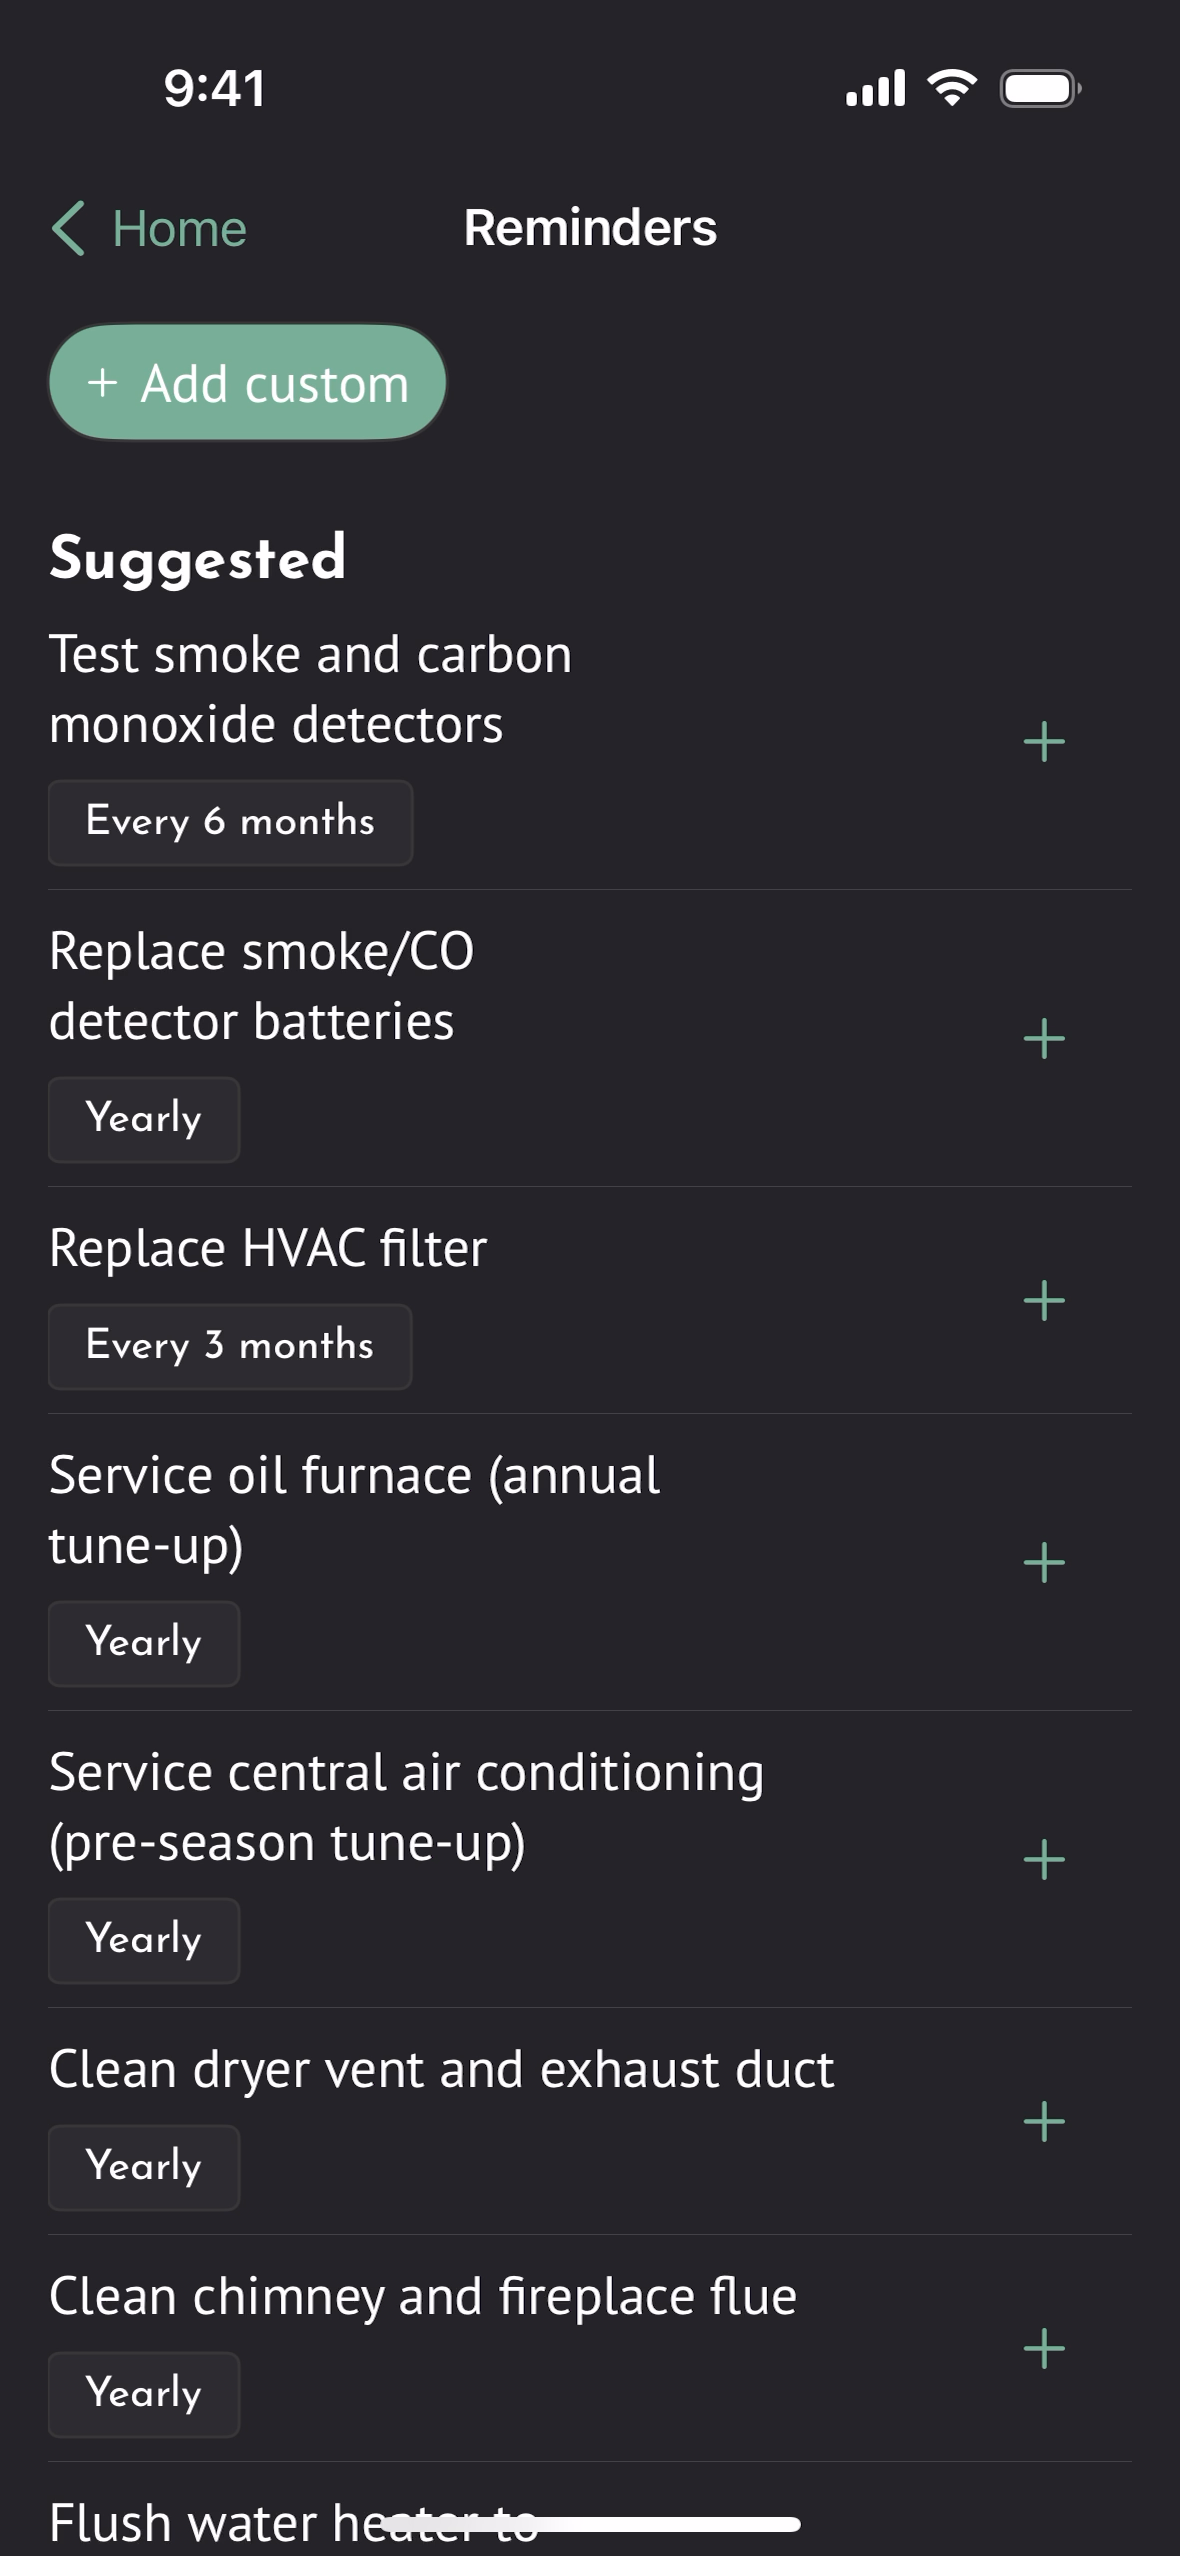 9:41
Home
Reminders
+ Add custom
Suggested
Test smoke and carbon
monoxide detectors
Every 6 months
Replace smoke/CO
detector batteries
Yearly
Replace HVAC filter
Every 3 months
Service oil furnace (annual
tune-up)
Yearly
Service central air conditioning
(pre-season tune-up)
Yearly
Clean dryer vent and exhaust duct
Yearly
Clean chimney and fireplace flue
Yearly
Flush water heater to